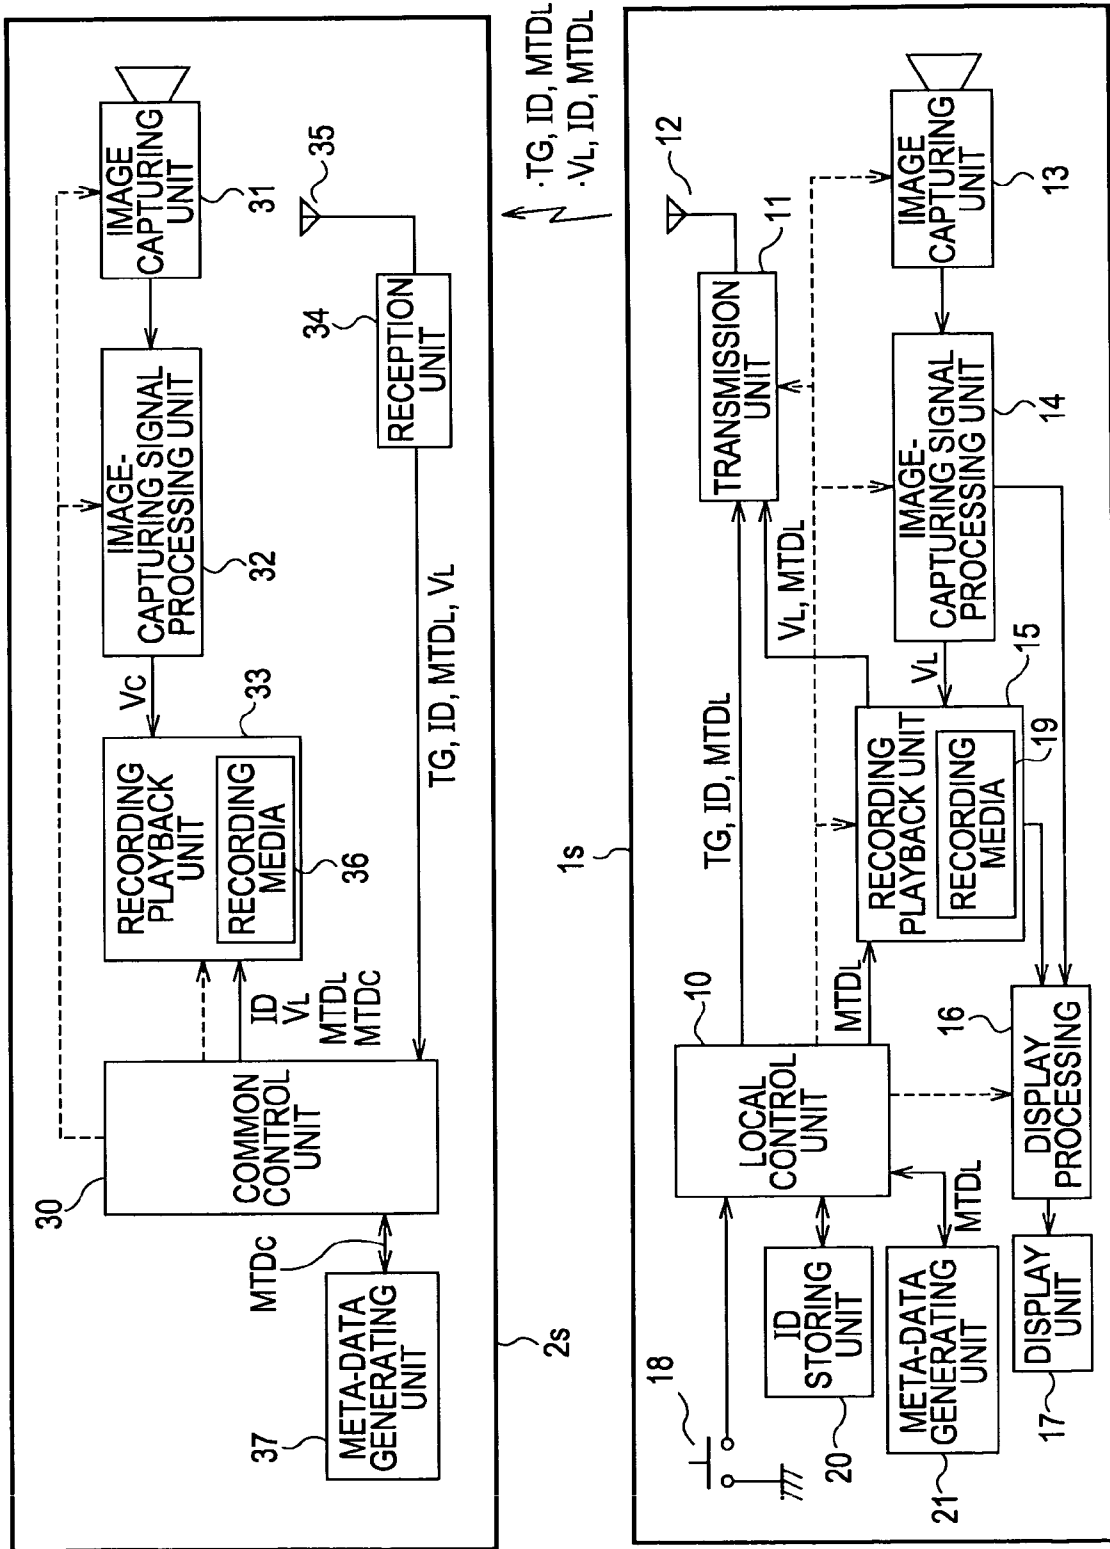 2s
30
COMMON
CONTROL
UNIT
37
META-DATA
GENERATING
UNIT
MTDC
ID
VL
MTDL
MTDC
33
RECORDING
PLAYBACK
UNIT
RECORDING
MEDIA
36
VC
IMAGE-
CAPTURING SIGNAL
PROCESSING UNIT
32
IMAGE
CAPTURING
UNIT
31
TG, ID, MTDL, VL
34
RECEPTION
UNIT
35
·TG, ID, MTDL
·VL, ID, MTDL
1s
18
10
LOCAL
CONTROL
UNIT
ID
STORING
UNIT
20
META-DATA
GENERATING
UNIT
21
MTDL
TG, ID, MTDL
VL, MTDL
TRANSMISSION
UNIT
11
12
MTDL
RECORDING
PLAYBACK UNIT
15
RECORDING
MEDIA
19
VL
IMAGE-
CAPTURING SIGNAL
PROCESSING UNIT
14
IMAGE
CAPTURING
UNIT
13
16
DISPLAY
PROCESSING
DISPLAY
UNIT
17